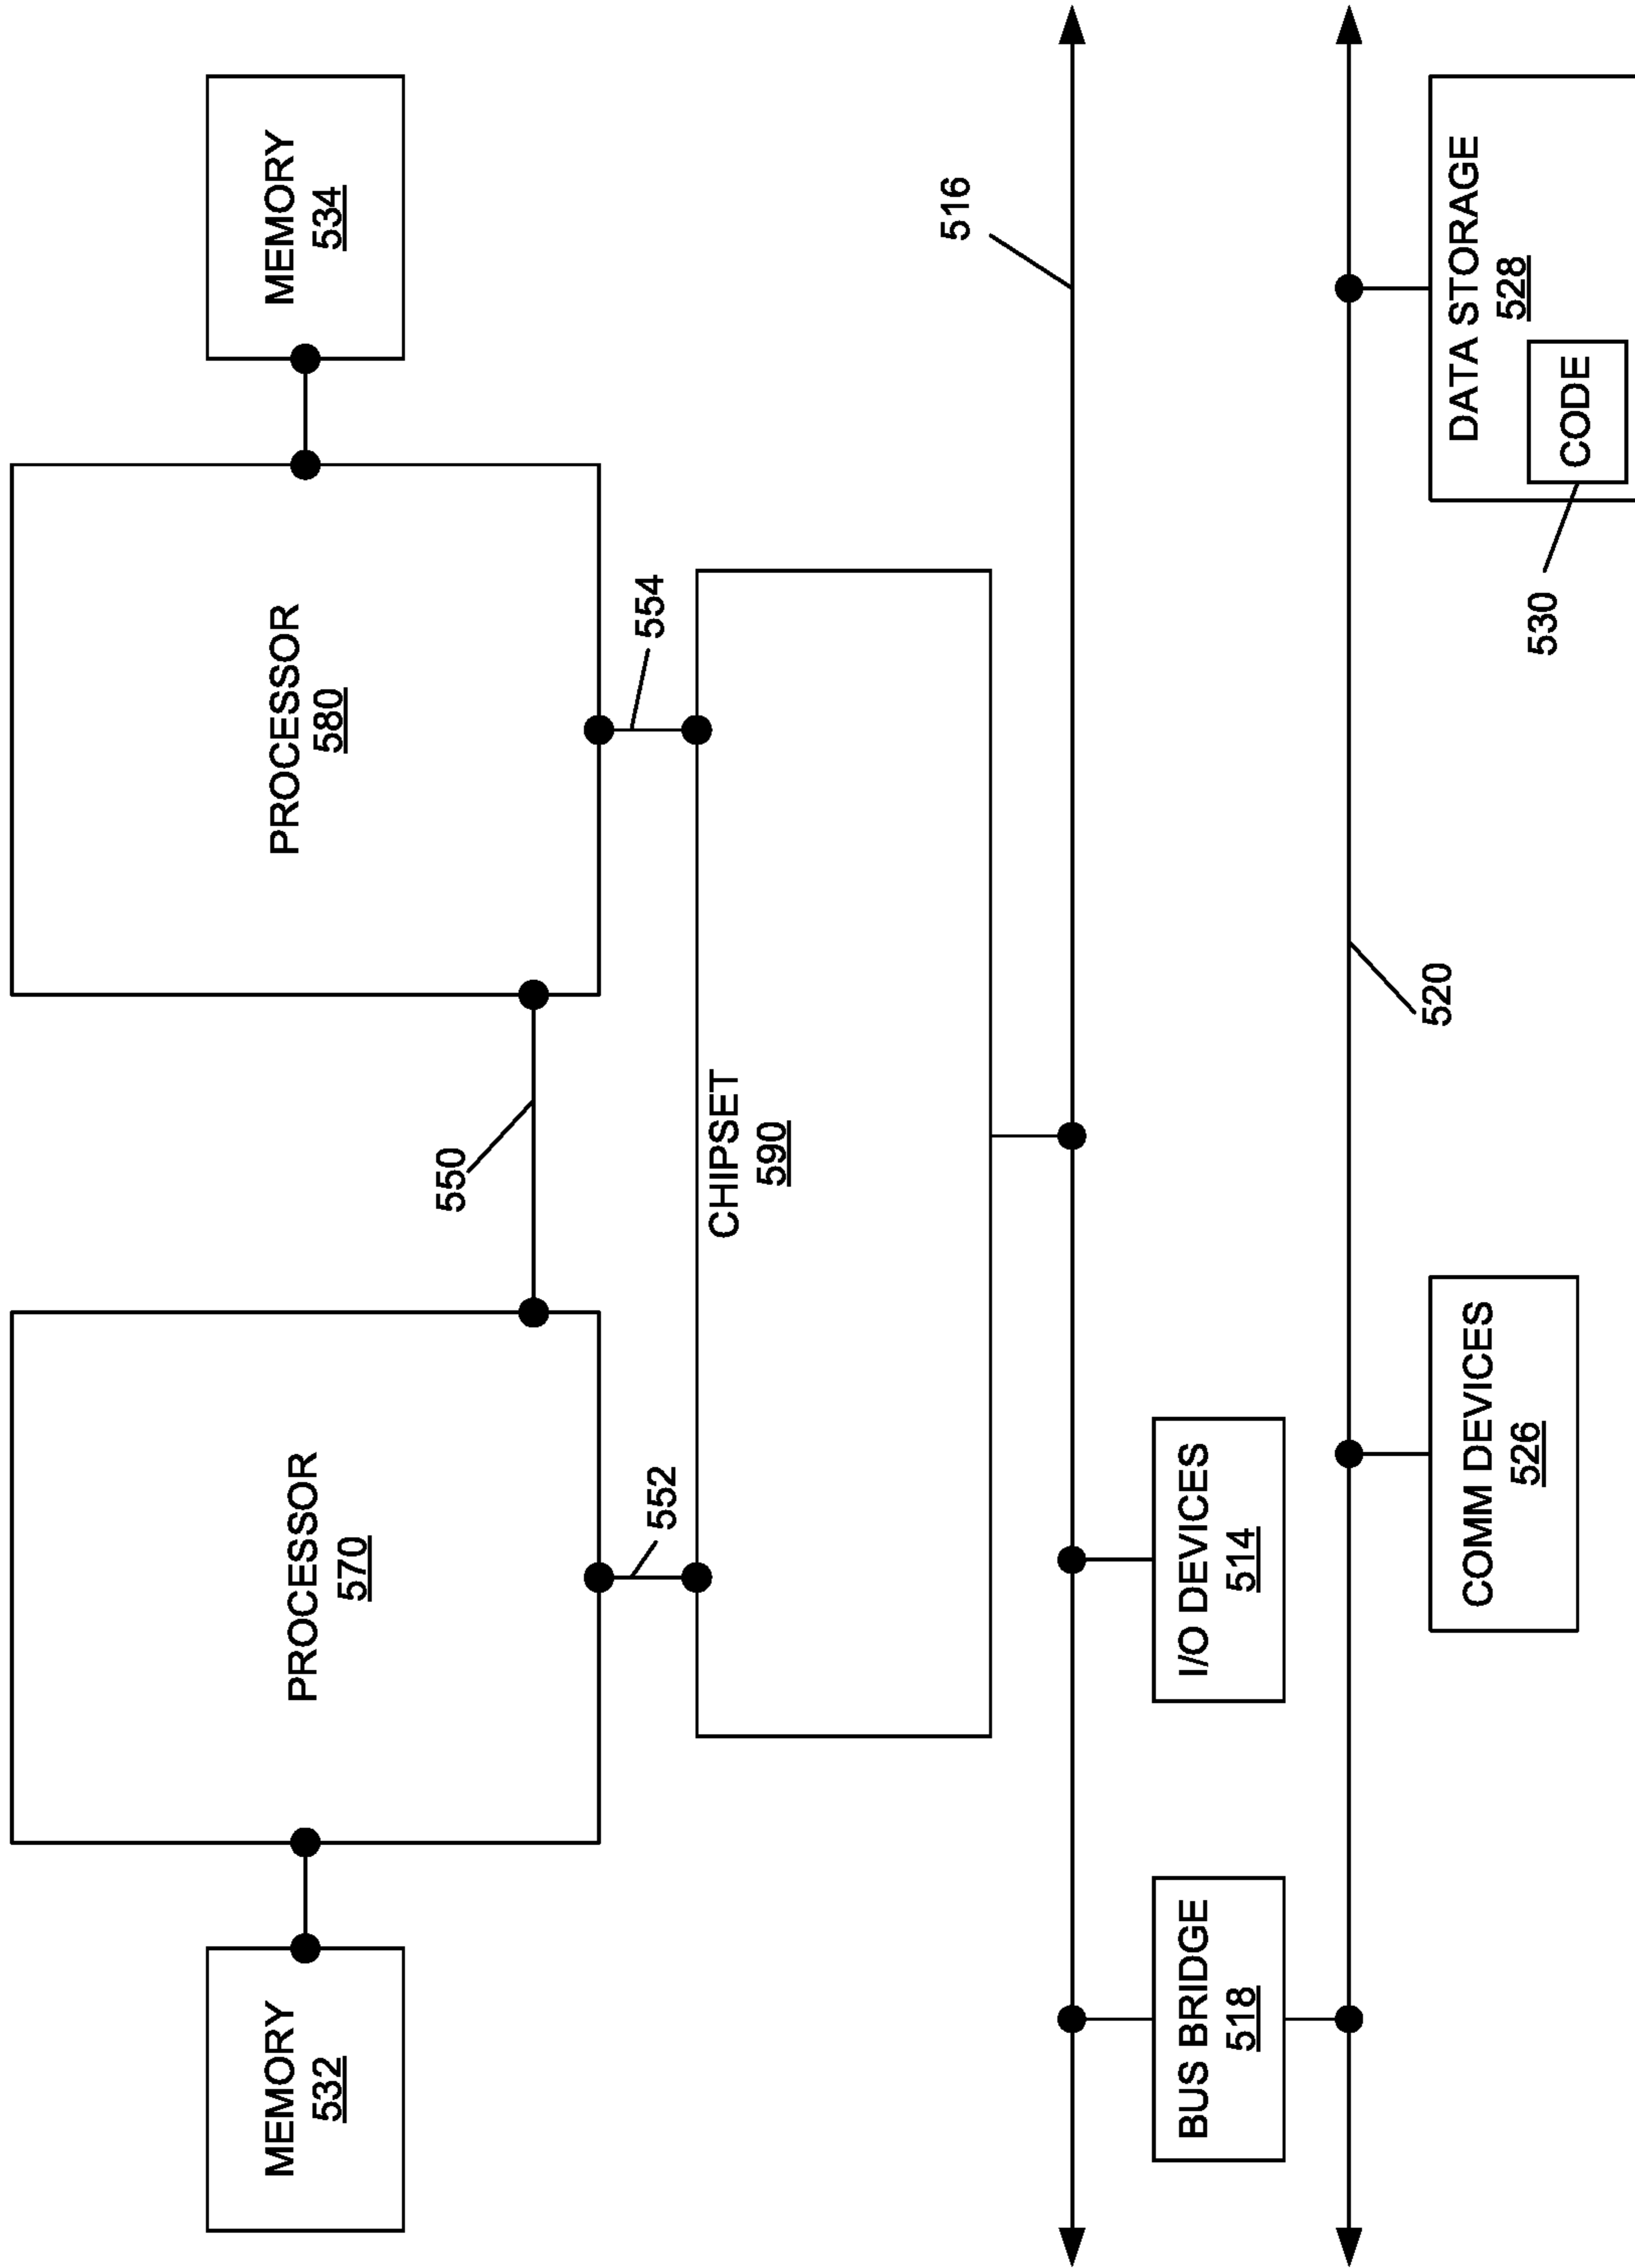 MEMORY
532
PROCESSOR
570
550
PROCESSOR
580
MEMORY
534
552
554
CHIPSET
590
516
BUS BRIDGE
518
I/O DEVICES
514
520
COMM DEVICES
526
DATA STORAGE
528
530
CODE